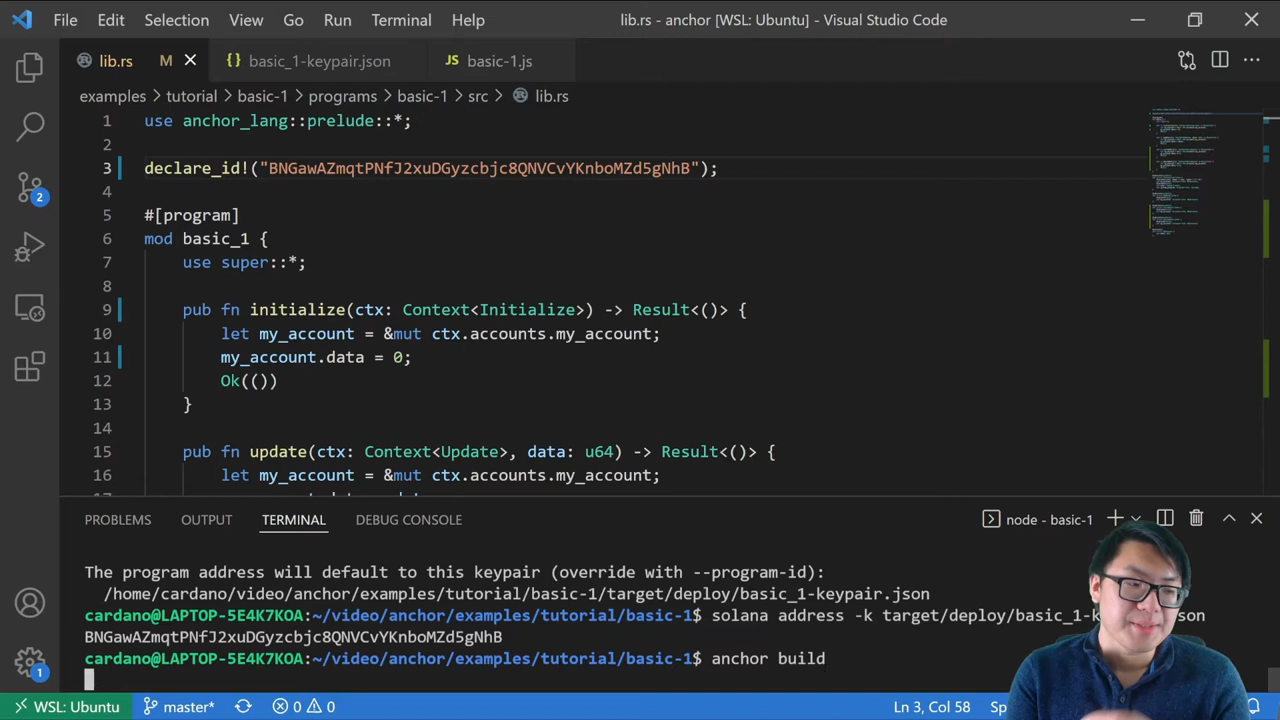 File Edit Selection View Go Run Terminal Help lib.rs - anchor [WSL: Ubuntu] - Visual Studio Code
lib.rs M basic_1-keypair.json JS basic-1.js
examples > tutorial > basic-1 > programs > basic-1 > src > lib.rs
1 use anchor_lang::prelude::*;
2
3 declare_id!("BNGawAZmqtPNfJ2xuDGyzcbjc8QNVCvYKnboMZd5gNhB");
4
5 #[program]
6 mod basic_1 {
7 use super::*;
8
9 pub fn initialize(ctx: Context<Initialize>) -> Result<()> {
10 let my_account = &mut ctx.accounts.my_account;
11 my_account.data = 0;
12 Ok(())
13 }
14
15 pub fn update(ctx: Context<Update>, data: u64) -> Result<()> {
16 let my_account = &mut ctx.accounts.my_account;
2
PROBLEMS OUTPUT TERMINAL DEBUG CONSOLE node - basic-1
The program address will default to this keypair (override with --program-id):
/home/cardano/video/anchor/examples/tutorial/basic-1/target/deploy/basic_1-keypair.json
cardano@LAPTOP-5E4K7KOA:~/video/anchor/examples/tutorial/basic-1$ solana address -k target/deploy/basic_1-k son
BNGawAZmqtPNfJ2xuDGyzcbjc8QNVCvYKnboMZd5gNhB
cardano@LAPTOP-5E4K7KOA:~/video/anchor/examples/tutorial/basic-1$ anchor build
1
WSL: Ubuntu master* 0 0 Ln 3, Col 58